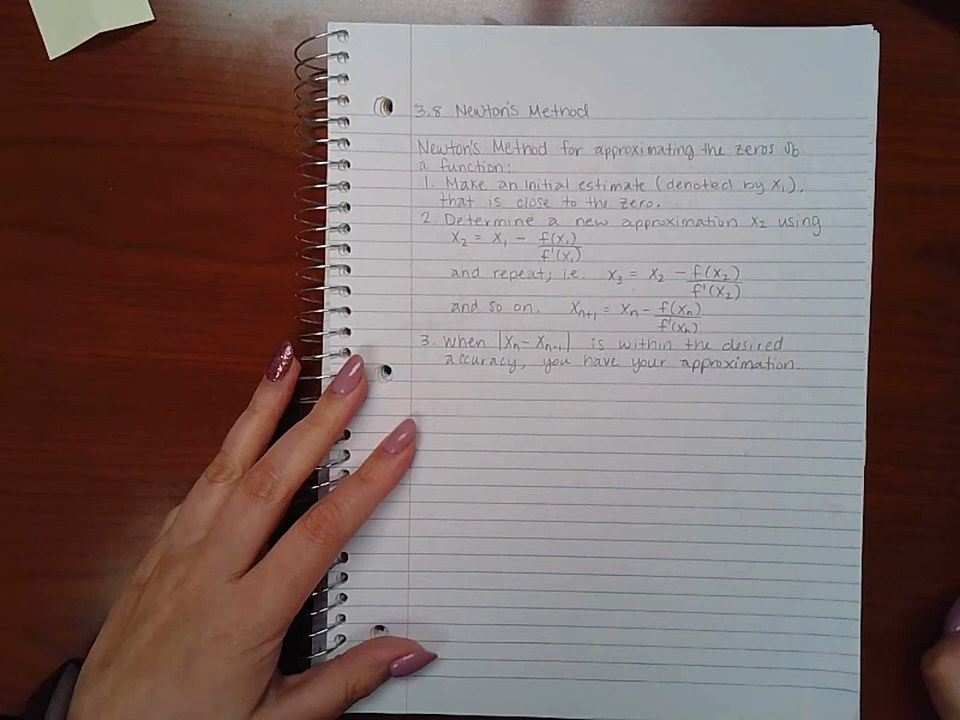 3.8 Newton's Method
Newton's Method for approximating the zeros of
a function:
1. Make an initial estimate (denoted by x₁),
that is close to the zero.
2. Determine a new approximation x₂ using
x₂ = x₁ - f(x₁)/f'(x₁)
and repeat; i.e. x₃ = x₂ - f(x₂)/f'(x₂)
and so on. xₙ₊₁ = xₙ - f(xₙ)/f'(xₙ)
3. When |xₙ - xₙ₋₁| is within the desired
accuracy, you have your approximation.